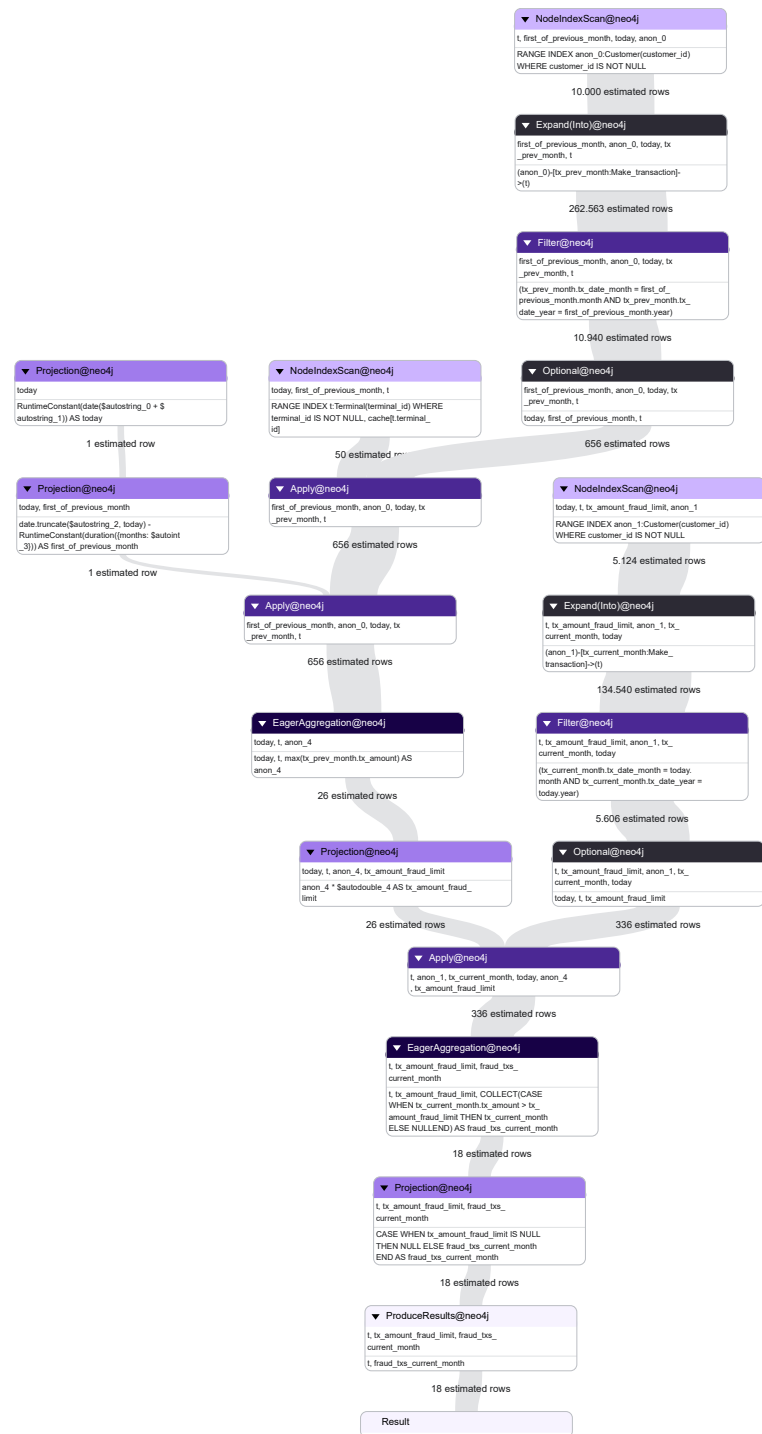 NodeIndexScan@neo4j
t, first_of_previous_month, today, anon_0
RANGE INDEX anon_0:Customer(customer_id)
WHERE customer_id IS NOT NULL
10.000 estimated rows
Expand(Into)@neo4j
first_of_previous_month, anon_0, today, tx
_prev_month, t
(anon_0)-[tx_prev_month:Make_transaction]-
>(t)
262.563 estimated rows
Filter@neo4j
first_of_previous_month, anon_0, today, tx
_prev_month, t
(tx_prev_month.tx_date_month = first_of_
previous_month.month AND tx_prev_month.tx_
date_year = first_of_previous_month.year)
10.940 estimated rows
Projection@neo4j
today
RuntimeConstant(date($autostring_0 + $
autostring_1)) AS today
1 estimated row
NodeIndexScan@neo4j
today, first_of_previous_month, t
RANGE INDEX t:Terminal(terminal_id) WHERE
terminal_id IS NOT NULL, cache[t.terminal_
id]
50 estimated rows
Optional@neo4j
first_of_previous_month, anon_0, today, tx
_prev_month, t
today, first_of_previous_month, t
656 estimated rows
Projection@neo4j
today, first_of_previous_month
date.truncate($autostring_2, today) -
RuntimeConstant(duration({months: $autoint
_3})) AS first_of_previous_month
1 estimated row
Apply@neo4j
first_of_previous_month, anon_0, today, tx
_prev_month, t
656 estimated rows
NodeIndexScan@neo4j
today, t, tx_amount_fraud_limit, anon_1
RANGE INDEX anon_1:Customer(customer_id)
WHERE customer_id IS NOT NULL
5.124 estimated rows
Apply@neo4j
first_of_previous_month, anon_0, today, tx
_prev_month, t
656 estimated rows
Expand(Into)@neo4j
t, tx_amount_fraud_limit, anon_1, tx_
current_month, today
(anon_1)-[tx_current_month:Make_
transaction]->(t)
134.540 estimated rows
EagerAggregation@neo4j
today, t, anon_4
today, t, max(tx_prev_month.tx_amount) AS
anon_4
26 estimated rows
Filter@neo4j
t, tx_amount_fraud_limit, anon_1, tx_
current_month, today
(tx_current_month.tx_date_month = today.
month AND tx_current_month.tx_date_year =
today.year)
5.606 estimated rows
Projection@neo4j
today, t, anon_4, tx_amount_fraud_limit
anon_4 * $autodouble_4 AS tx_amount_fraud_
limit
26 estimated rows
Optional@neo4j
t, tx_amount_fraud_limit, anon_1, tx_
current_month, today
today, t, tx_amount_fraud_limit
336 estimated rows
Apply@neo4j
t, anon_1, tx_current_month, today, anon_4
, tx_amount_fraud_limit
336 estimated rows
EagerAggregation@neo4j
t, tx_amount_fraud_limit, fraud_txs_
current_month
t, tx_amount_fraud_limit, COLLECT(CASE
WHEN tx_current_month.tx_amount > tx_
amount_fraud_limit THEN tx_current_month
ELSE NULLEND) AS fraud_txs_current_month
18 estimated rows
Projection@neo4j
t, tx_amount_fraud_limit, fraud_txs_
current_month
CASE WHEN tx_amount_fraud_limit IS NULL
THEN NULL ELSE fraud_txs_current_month
END AS fraud_txs_current_month
18 estimated rows
ProduceResults@neo4j
t, tx_amount_fraud_limit, fraud_txs_
current_month
t, fraud_txs_current_month
18 estimated rows
Result